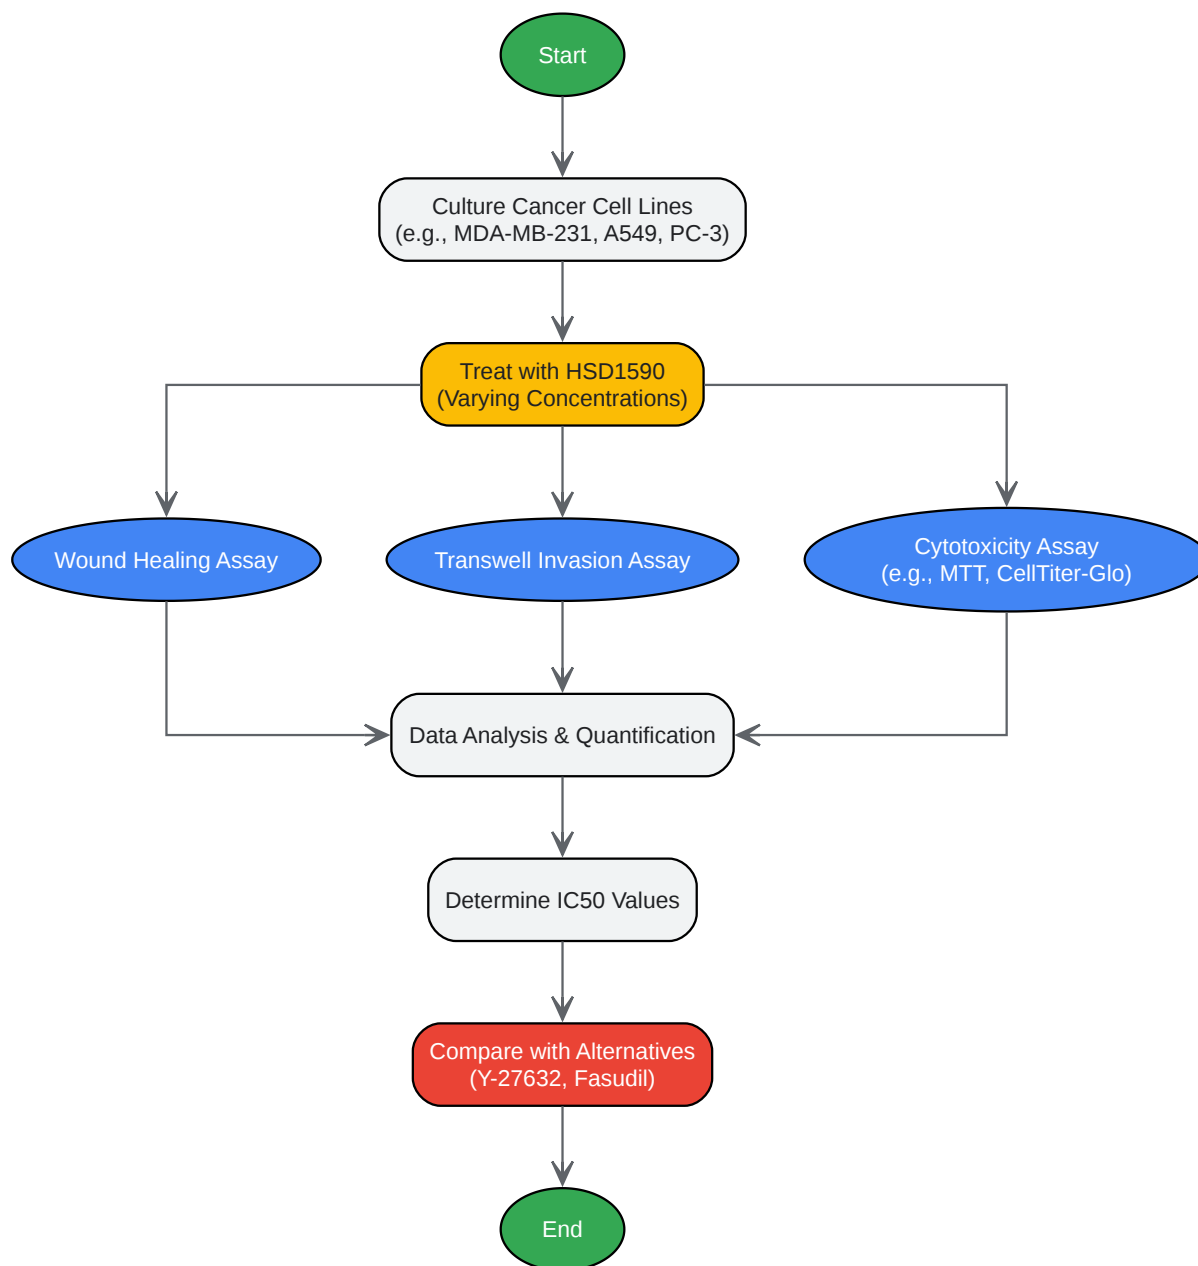 Start
Culture Cancer Cell Lines
(e.g., MDA-MB-231, A549, PC-3)
Treat with HSD1590
(Varying Concentrations)
Wound Healing Assay
Transwell Invasion Assay
Cytotoxicity Assay
(e.g., MTT, CellTiter-Glo)
Data Analysis & Quantification
Determine IC50 Values
Compare with Alternatives
(Y-27632, Fasudil)
End